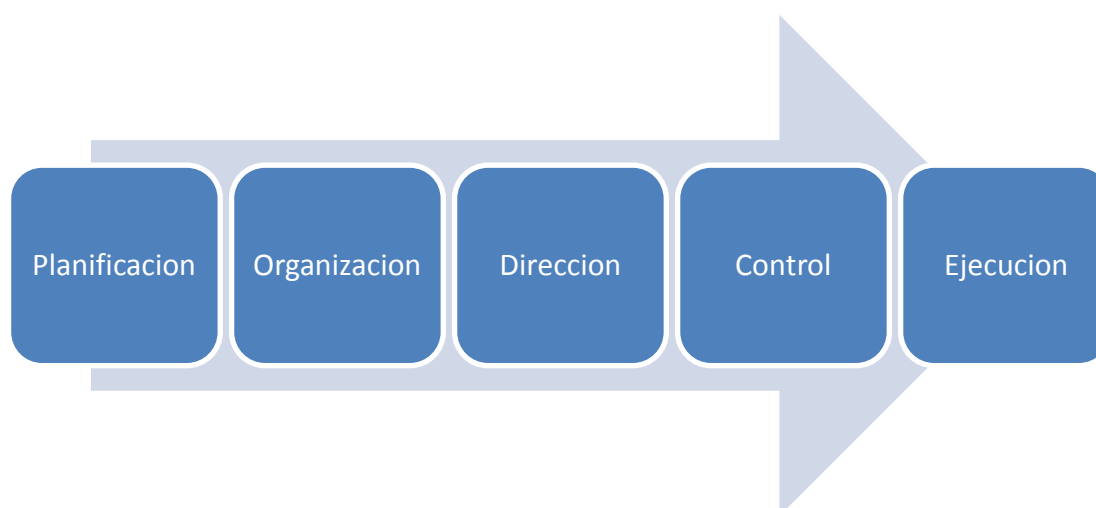 Planificacion
Organizacion
Direccion
Control
Ejecucion